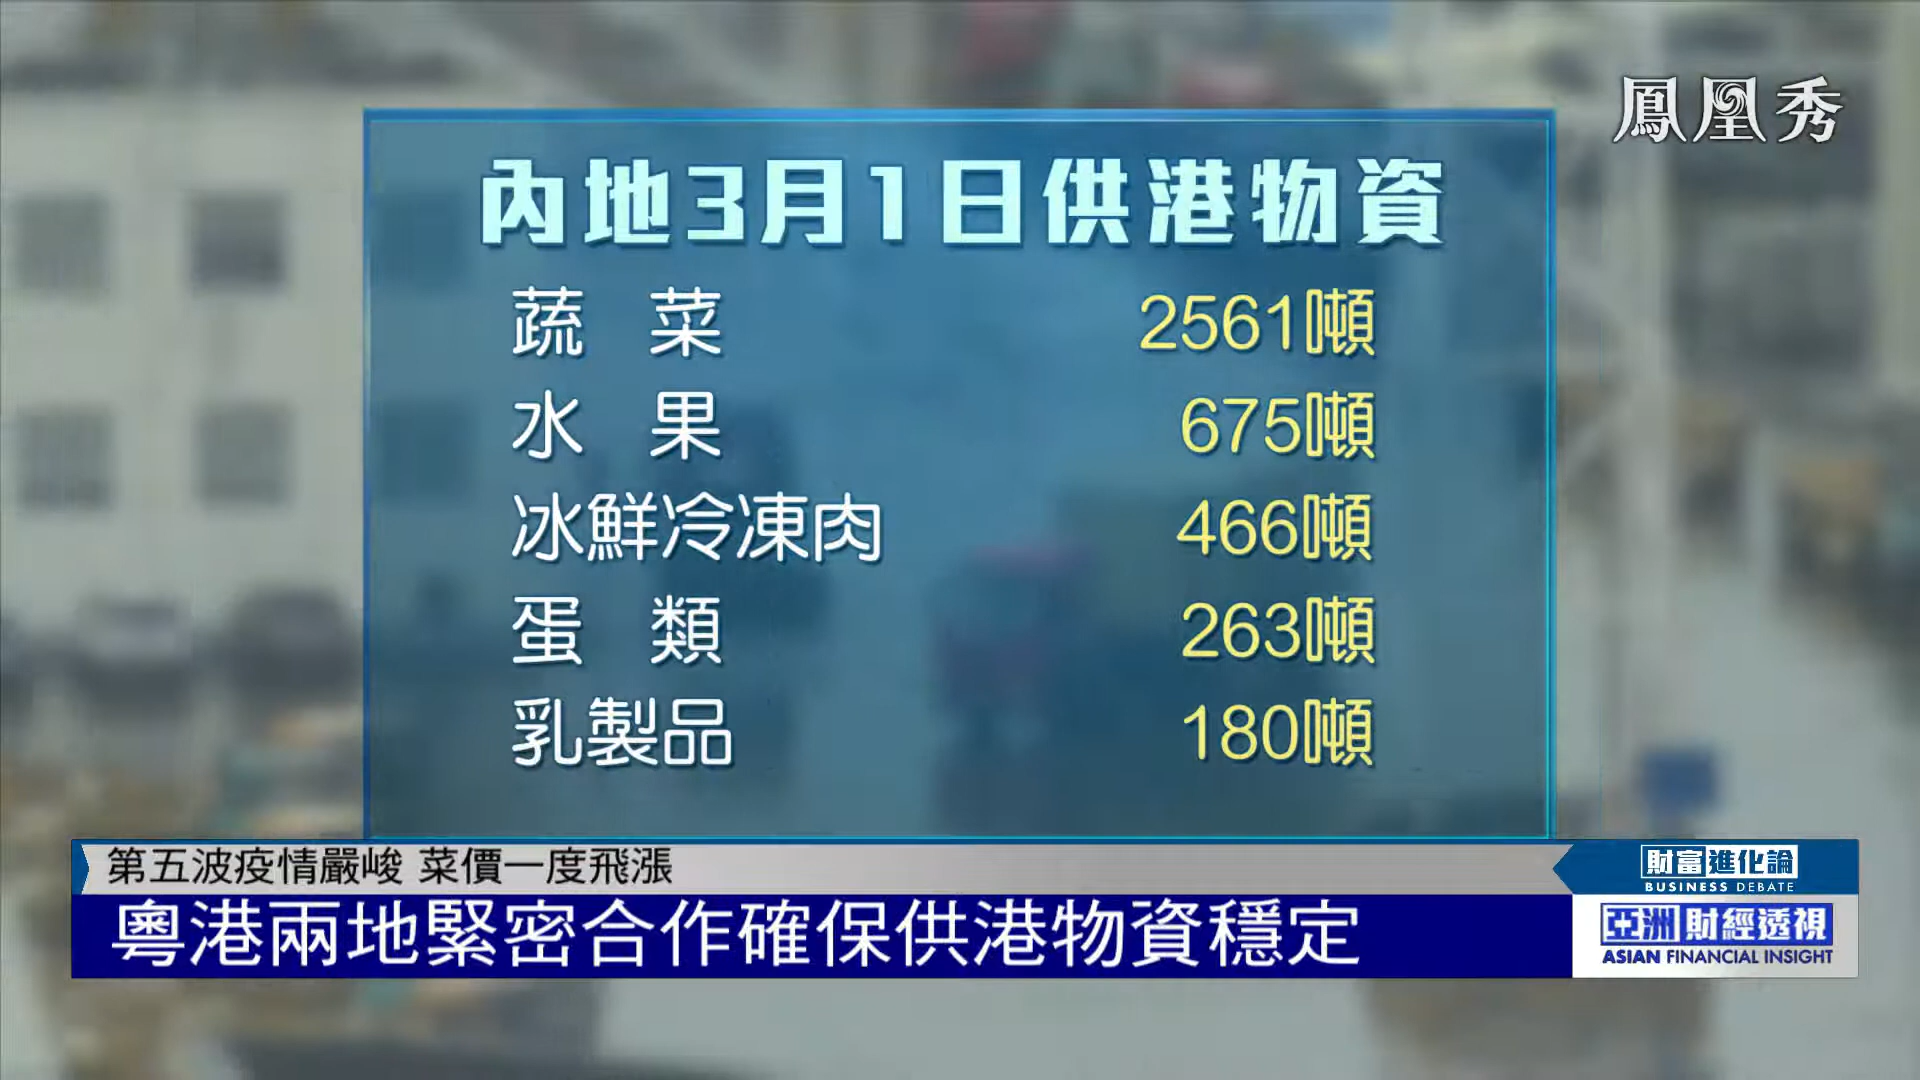 鳳凰秀
內地3月1日供港物資
蔬菜 2561噸
水果 675噸
冰鮮冷凍肉 466噸
蛋類 263噸
乳製品 180噸
第五波疫情嚴峻 菜價一度飛漲
粵港兩地緊密合作確保供港物資穩定
財富進化論
BUSINESS DEBATE
亞洲財經透視
ASIAN FINANCIAL INSIGHT